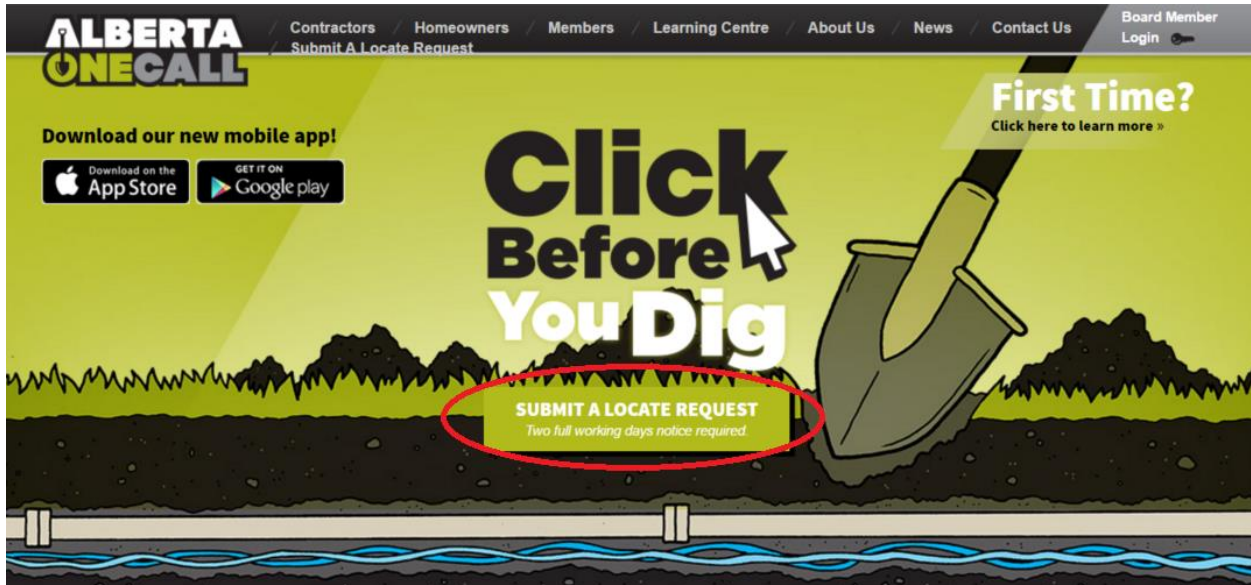 ALBERTA
ONECALL
Contractors / Homeowners / Members / Learning Centre / About Us / News / Contact Us
/ Submit A Locate Request
Board Member
Login
First Time?
Click here to learn more »
Download our new mobile app!
Download on the
App Store
GET IT ON
Google play
Click
Before
You Dig
SUBMIT A LOCATE REQUEST
Two full working days notice required.